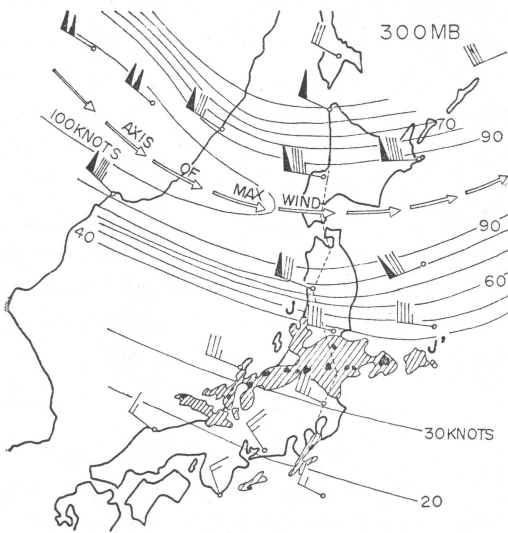 300MB
70
90
100KNOTS
AXIS
OF
MAX
WIND
40
90
60
J
J'
30KNOTS
20